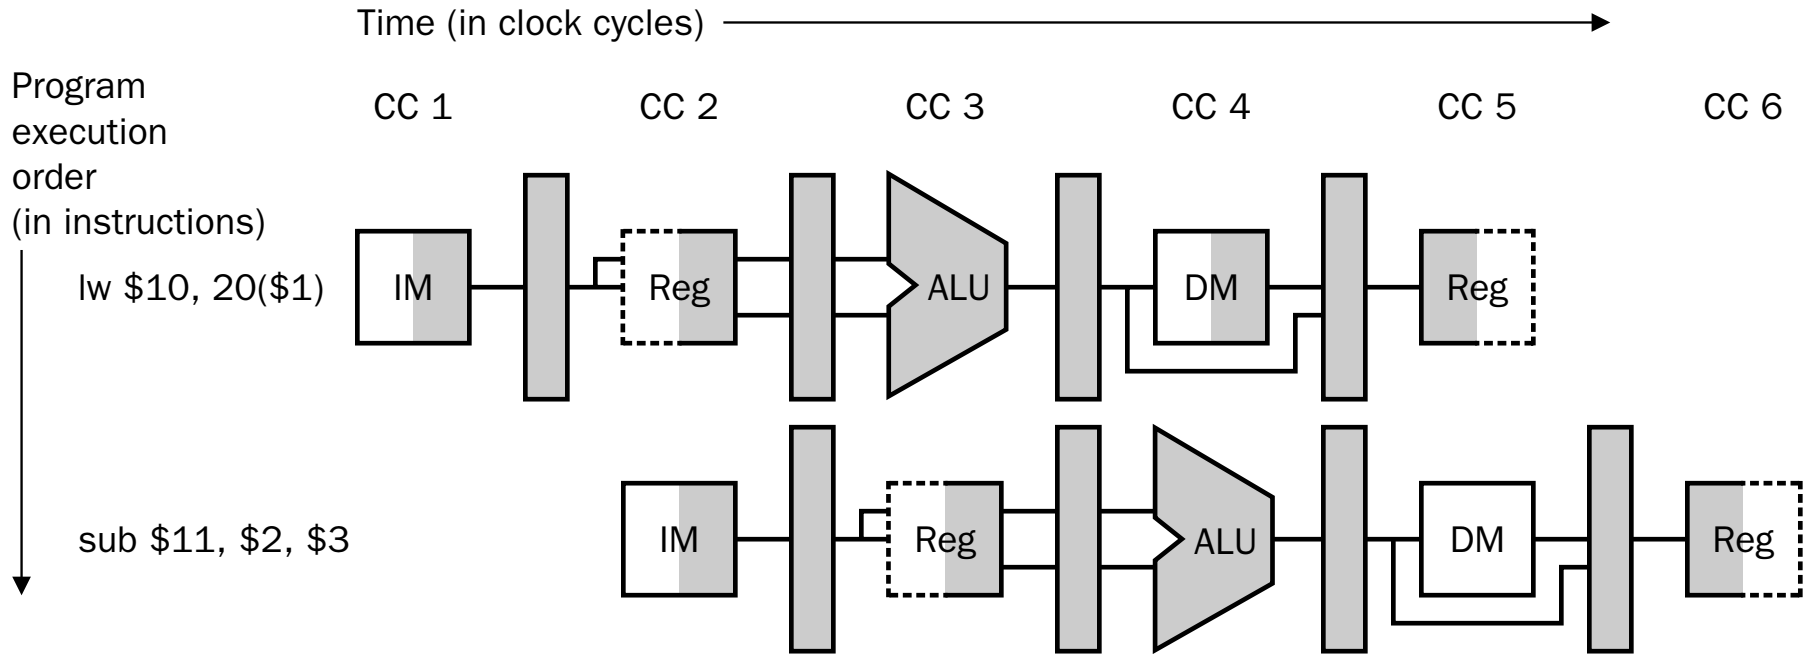 Time (in clock cycles)
Program
execution
order
(in instructions)
CC 1 CC 2 CC 3 CC 4 CC 5 CC 6
lw $10, 20($1) IM Reg ALU DM Reg
sub $11, $2, $3 IM Reg ALU DM Reg